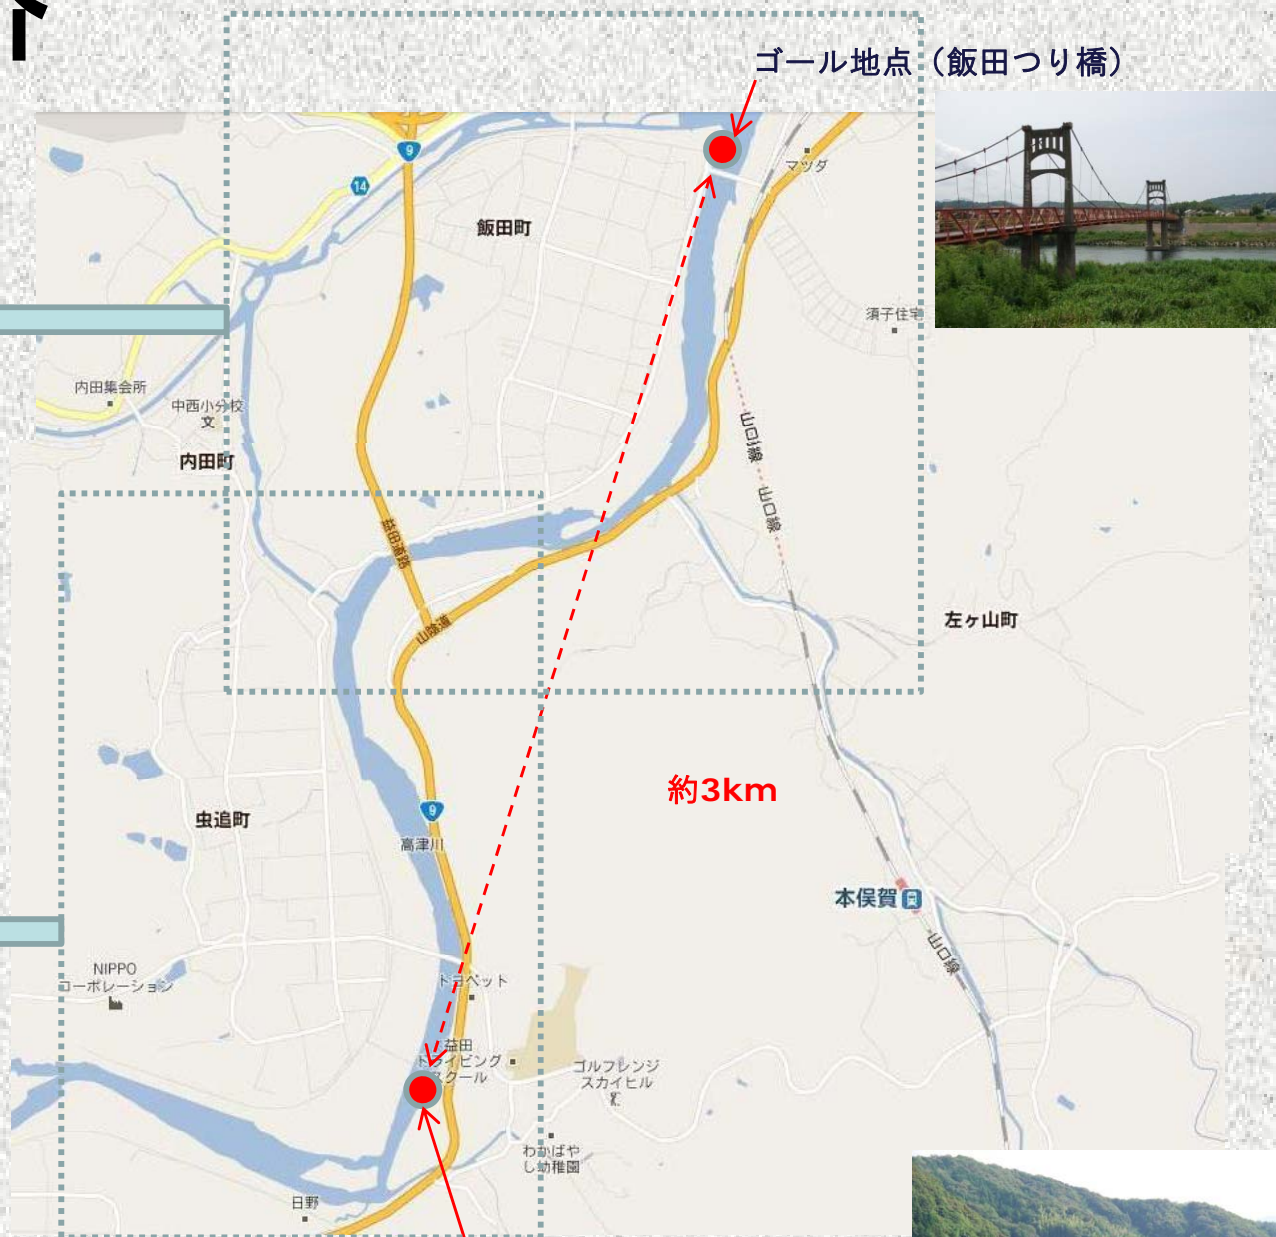 ゴール地点（飯田つり橋）
9
14
マツダ
飯田町
須子住宅
内田集会所
中西小分校
文
内田町
山口線
山口線
益田道路
山陰道
左ヶ山町
約3km
9
虫追町
高津川
本俣賀
山口線
NIPPO
コーポレーション
トヨペット
益田
ドライビング
スクール
ゴルフレンジ
スカイヒル
わかばや
し幼稚園
日野